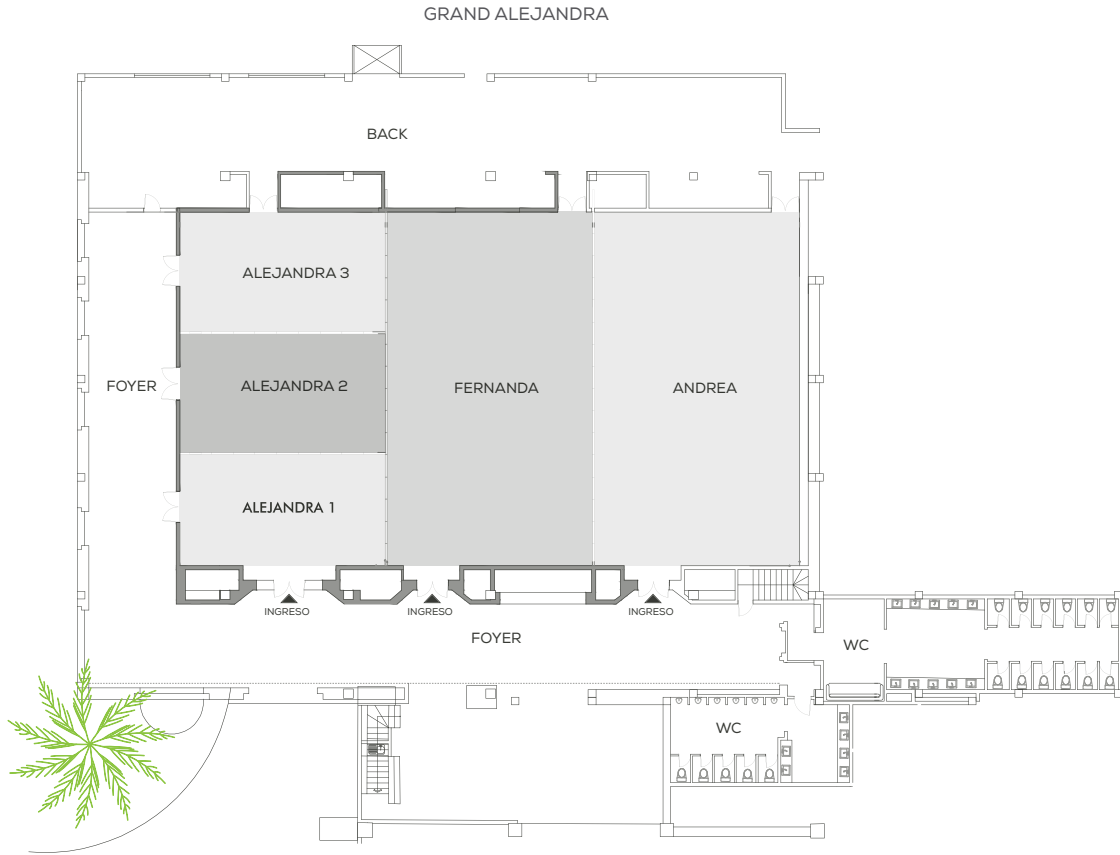 GRAND ALEJANDRA
BACK
ALEJANDRA 3
FOYER
ALEJANDRA 2
FERNANDA
ANDREA
ALEJANDRA 1
INGRESO
INGRESO
INGRESO
FOYER
WC
WC